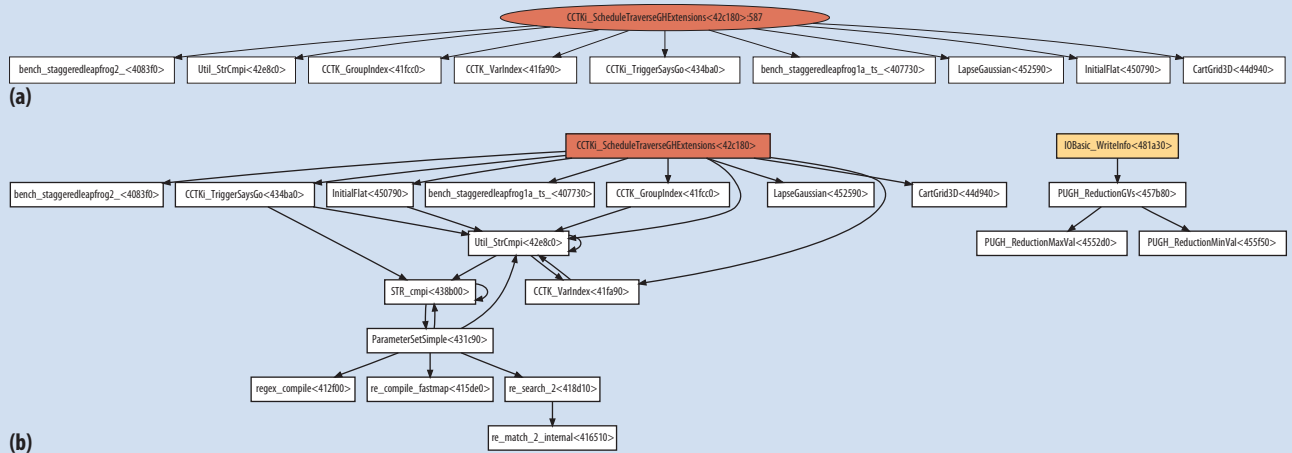 CCTKi_ScheduleTraverseGHExtensions<42c180>:587
bench_staggeredleapfrog2_<4083f0>
Util_StrCmpi<42e8c0>
CCTK_GroupIndex<41fcc0>
CCTK_VarIndex<41fa90>
CCTKi_TriggerSaysGo<434ba0>
bench_staggeredleapfrog1a_ts_<407730>
LapseGaussian<452590>
InitialFlat<450790>
CartGrid3D<44d940>
(a)
CCTKi_ScheduleTraverseGHExtensions<42c180>
IOBasic_WriteInfo<481a30>
bench_staggeredleapfrog2_<4083f0>
CCTKi_TriggerSaysGo<434ba0>
InitialFlat<450790>
bench_staggeredleapfrog1a_ts_<407730>
CCTK_GroupIndex<41fcc0>
LapseGaussian<452590>
CartGrid3D<44d940>
PUGH_ReductionGVs<457b80>
Util_StrCmpi<42e8c0>
PUGH_ReductionMaxVal<4552d0>
PUGH_ReductionMinVal<455f50>
STR_cmpi<438b00>
CCTK_VarIndex<41fa90>
ParameterSetSimple<431c90>
regex_compile<412f00>
re_compile_fastmap<415de0>
re_search_2<418d10>
re_match_2_internal<416510>
(b)